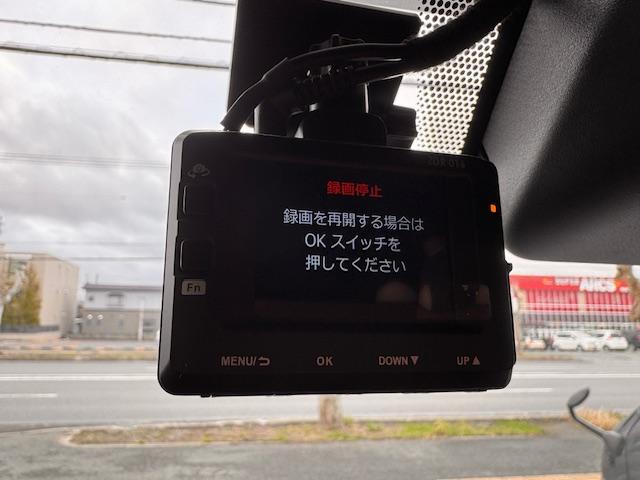 録画停止
録画を再開する場合は
OK スイッチを
押してください
Fn
MENU/⮌
OK
DOWN▼
UP▲
ARCS